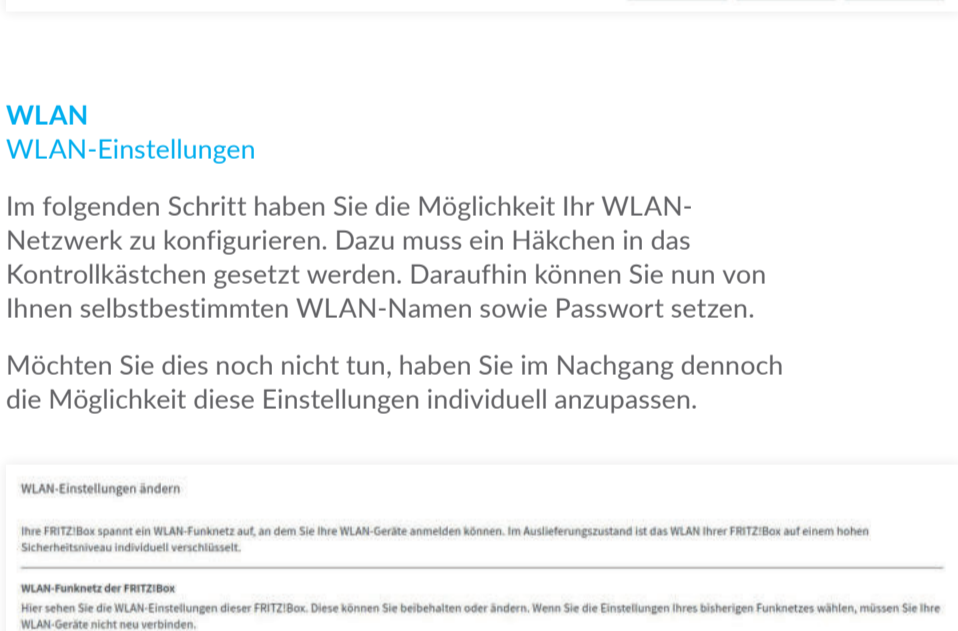 WLAN
WLAN-Einstellungen
Im folgenden Schritt haben Sie die Möglichkeit Ihr WLAN-
Netzwerk zu konfigurieren. Dazu muss ein Häkchen in das
Kontrollkästchen gesetzt werden. Daraufhin können Sie nun von
Ihnen selbstbestimmten WLAN-Namen sowie Passwort setzen.
Möchten Sie dies noch nicht tun, haben Sie im Nachgang dennoch
die Möglichkeit diese Einstellungen individuell anzupassen.
WLAN-Einstellungen ändern
Ihre FRITZ!Box spannt ein WLAN-Funknetz auf, an dem Sie Ihre WLAN-Geräte anmelden können. Im Auslieferungszustand ist das WLAN Ihrer FRITZ!Box auf einem hohen
Sicherheitsniveau individuell verschlüsselt.
WLAN-Funknetz der FRITZ!Box
Hier sehen Sie die WLAN-Einstellungen dieser FRITZ!Box. Diese können Sie beibehalten oder ändern. Wenn Sie die Einstellungen Ihres bisherigen Funknetzes wählen, müssen Sie Ihre
WLAN-Geräte nicht neu verbinden.